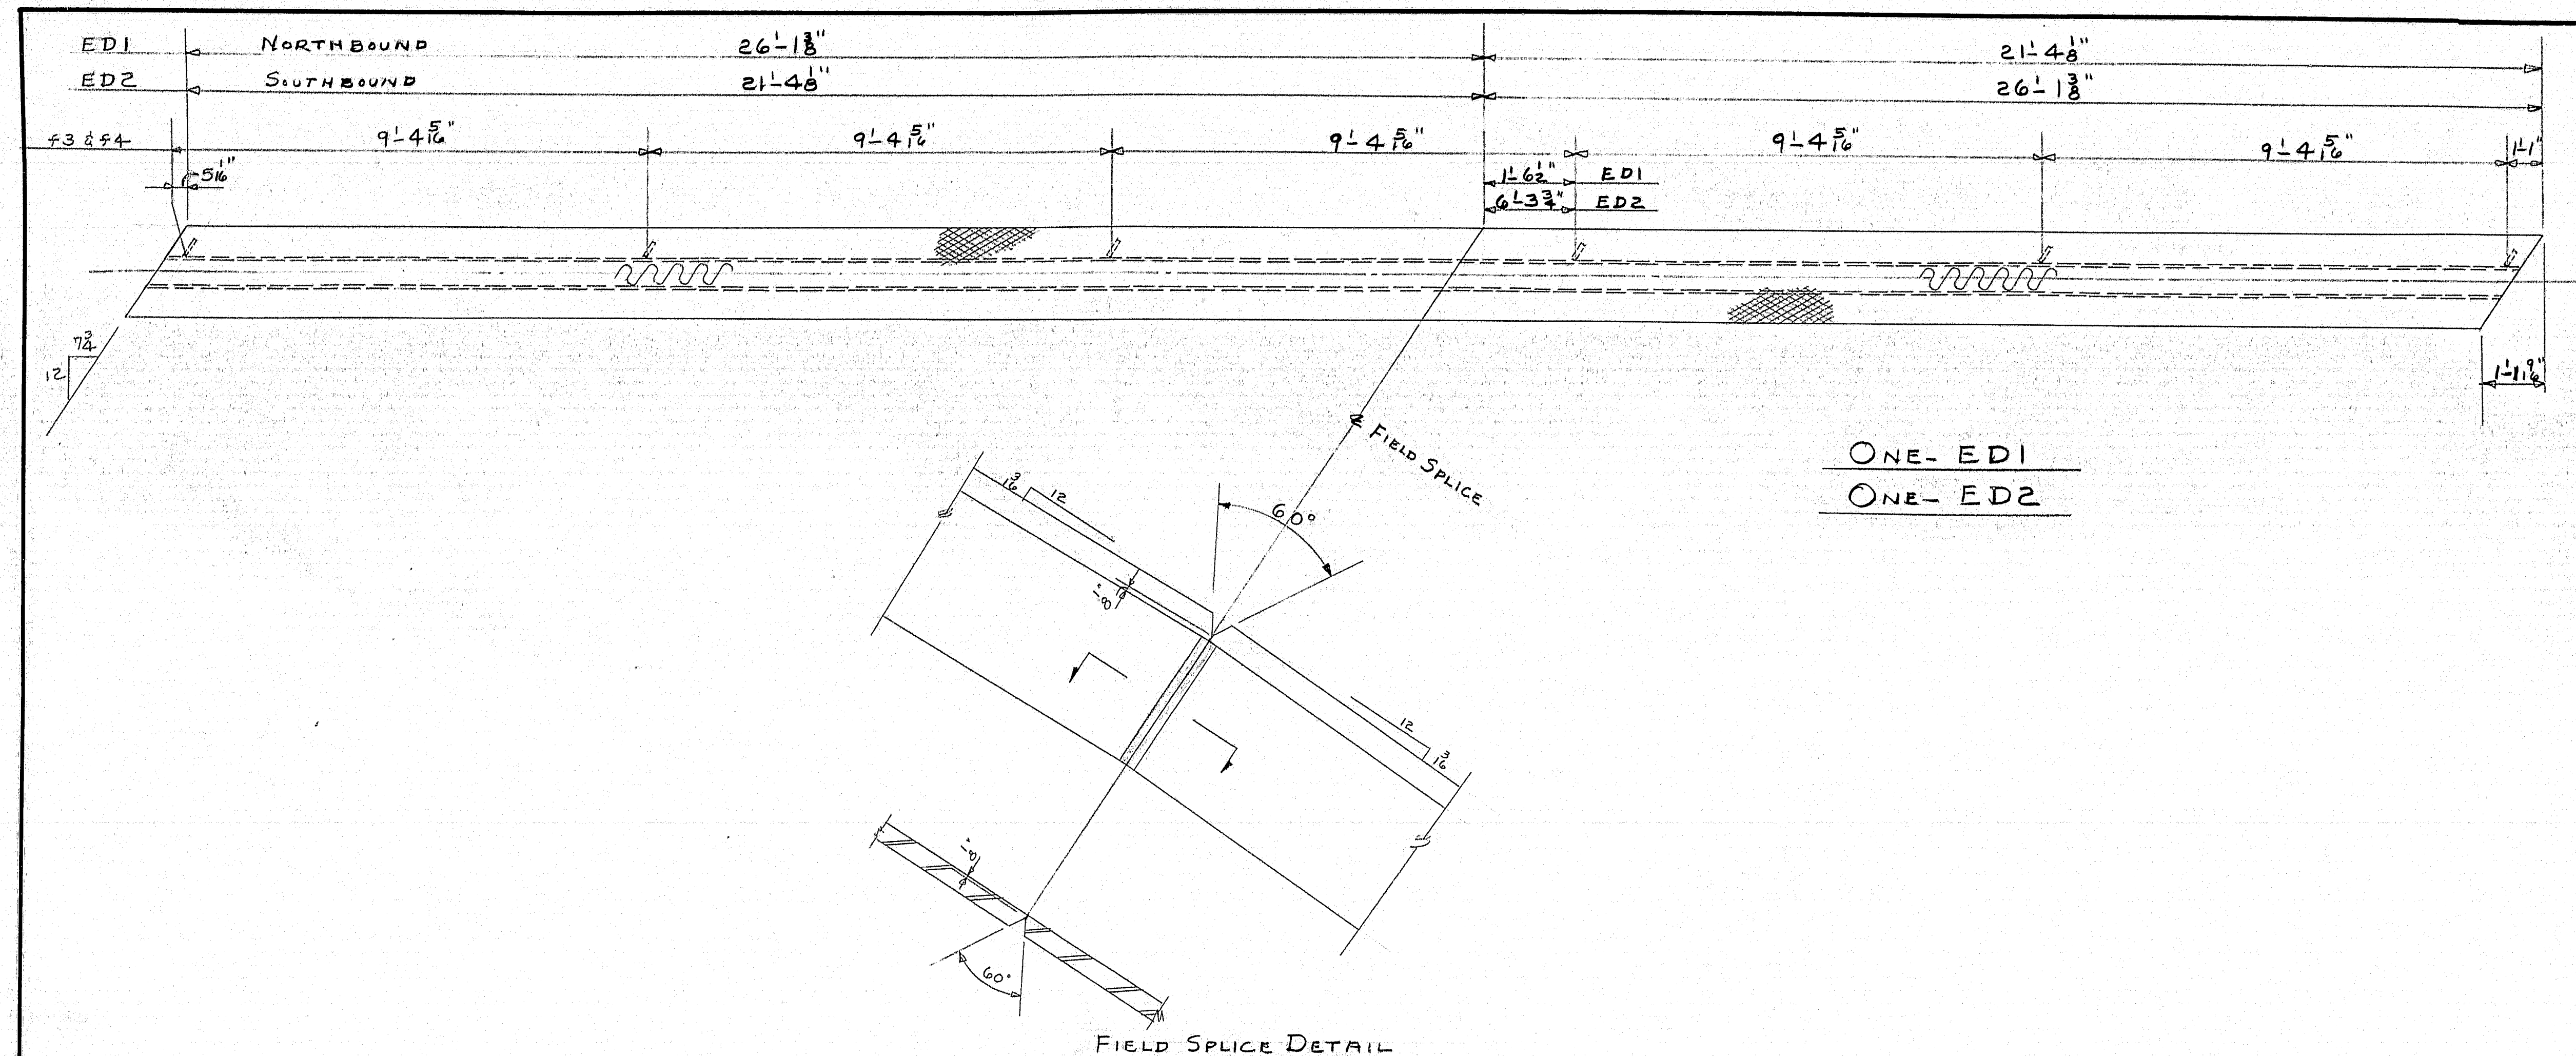 ED1 NORTHBOUND 26'-1 3/8" 21'-4 1/8"
ED2 SOUTHBOUND 21'-4 1/8" 26'-1 3/8"
f3 & f4 9'-4 5/16" 9'-4 5/16" 9'-4 5/16" 9'-4 5/16" 9'-4 5/16" 1'-1"
5 1/16" 1'-6 1/2" ED1
6'-3 3/4" ED2
7 3/4
12
1'-1 9/16"
FIELD SPLICE
ONE- ED1
ONE- ED2
3/16 12
60°
1/8"
12
3/16
1/8"
60°
FIELD SPLICE DETAIL